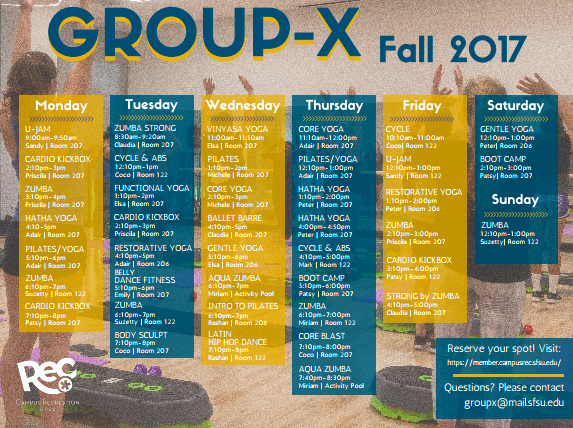 GROUP-X Fall 2017
Monday
U-JAM
9:00am-9:50am
Sandy | Room 207
CARDIO KICKBOX
2:10pm-3pm
Priscila | Room 207
ZUMBA
3:10pm-4pm
Priscila | Room 207
HATHA YOGA
4:10-5pm
Adair | Room 207
PILATES/YOGA
5:10pm-6pm
Adair | Room 207
ZUMBA
6:10pm-7pm
Suzetty | Room 122
CARDIO KICKBOX
7:10pm-8pm
Patsy | Room 207
Tuesday
ZUMBA STRONG
8:30am-9:20am
Claudia | Room 207
CYCLE & ABS
12:10pm-1pm
Coco | Room 122
FUNCTIONAL YOGA
1:10pm-2pm
Elsa | Room 207
CARDIO KICKBOX
2:10pm-3pm
Priscila | Room 207
RESTORATIVE YOGA
4:10pm-5pm
Adair | Room 206
BELLY
DANCE FITNESS
5:10pm-6pm
Emily | Room 207
ZUMBA
6:10pm-7pm
Suzetty | Room 122
BODY SCULPT
7:10pm-8pm
Coco | Room 207
Wednesday
VINYASA YOGA
11:00am-11:50am
Elsa | Room 207
PILATES
1:10pm-2pm
Michele | Room 207
CORE YOGA
2:10pm-3pm
Michele | Room 207
BALLET BARRE
4:10pm-5pm
Claudia | Room 207
GENTLE YOGA
5:10pm-6pm
Elsa | Room 206
AQUA ZUMBA
6:10pm-7pm
Miriam | Activity Pool
INTRO TO PILATES
6:10pm-7pm
Rashan | Room 206
LATIN
HIP HOP DANCE
7:10pm-8pm
Rashan | Room 122
Thursday
CORE YOGA
11:10am-12:00pm
Adair | Room 207
PILATES/YOGA
12:10pm-1:00pm
Adair | Room 207
HATHA YOGA
1:10pm-2:00pm
Peter | Room 207
HATHA YOGA
4:00pm-4:50pm
Peter | Room 207
CYCLE & ABS
4:10pm-5:00pm
Mark | Room 122
BOOT CAMP
5:10pm-6:00pm
Patsy | Room 207
ZUMBA
6:10pm-7:00pm
Miriam | Room 122
CORE BLAST
7:10pm-8:00pm
Coco | Room 207
AQUA ZUMBA
7:40pm-8:30pm
Miriam | Activity Pool
Friday
CYCLE
10:10am-11:00am
Coco | Room 122
U-JAM
12:10pm-1:00pm
Sandy | Room 122
RESTORATIVE YOGA
1:10pm-2:00pm
Peter | Room 206
ZUMBA
2:10pm-3:00pm
Priscila | Room 207
CARDIO KICKBOX
3:10pm-4:00pm
Patsy | Room 122
STRONG by ZUMBA
4:10pm-5:00pm
Claudia | Room 207
Saturday
GENTLE YOGA
12:10pm-1:00pm
Peter | Room 206
BOOT CAMP
2:10pm-3:00pm
Patsy | Room 207
Sunday
ZUMBA
12:10pm-1:00pm
Suzetty | Room 122
Rec
CAMPUS RECREATION
Reserve your spot! Visit:
https://member.campusrec.sfsu.edu/
Questions? Please contact
groupx@mail.sfsu.edu